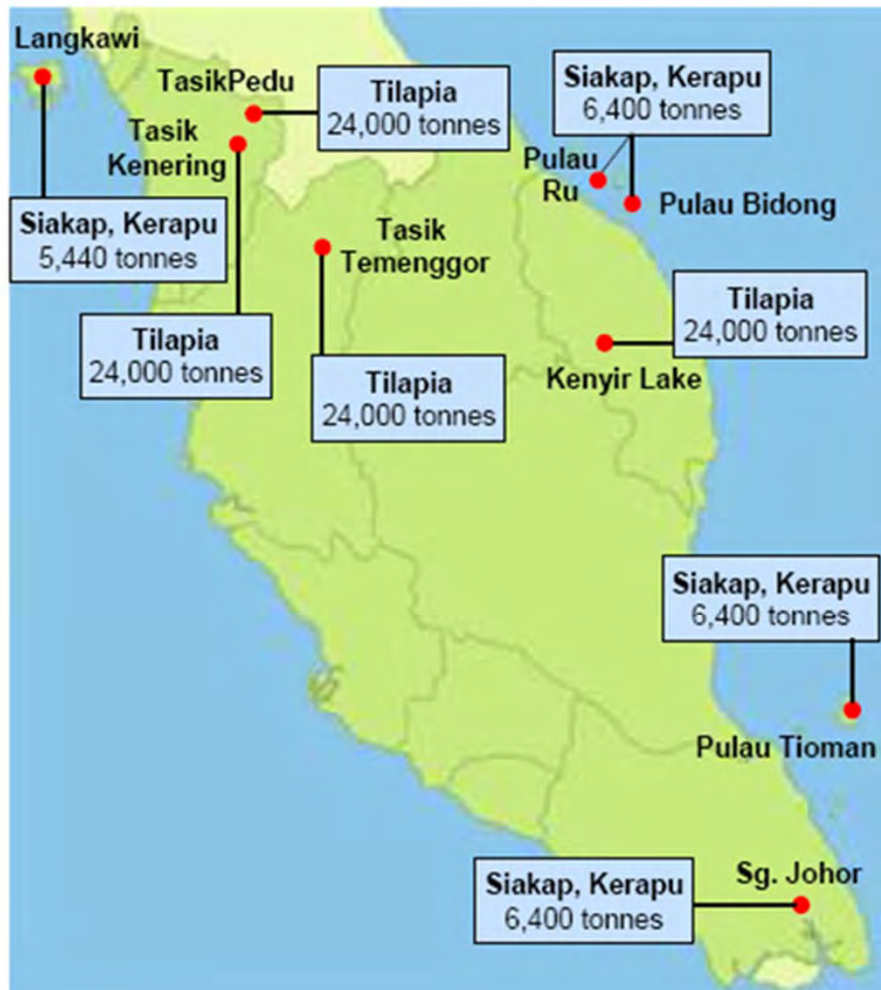 Langkawi
TasikPedu
Tilapia
24,000 tonnes
Siakap, Kerapu
6,400 tonnes
Tasik
Kenering
Pulau
Ru
Pulau Bidong
Siakap, Kerapu
5,440 tonnes
Tasik
Temenggor
Tilapia
24,000 tonnes
Tilapia
24,000 tonnes
Tilapia
24,000 tonnes
Kenyir Lake
Siakap, Kerapu
6,400 tonnes
Pulau Tioman
Siakap, Kerapu
6,400 tonnes
Sg. Johor